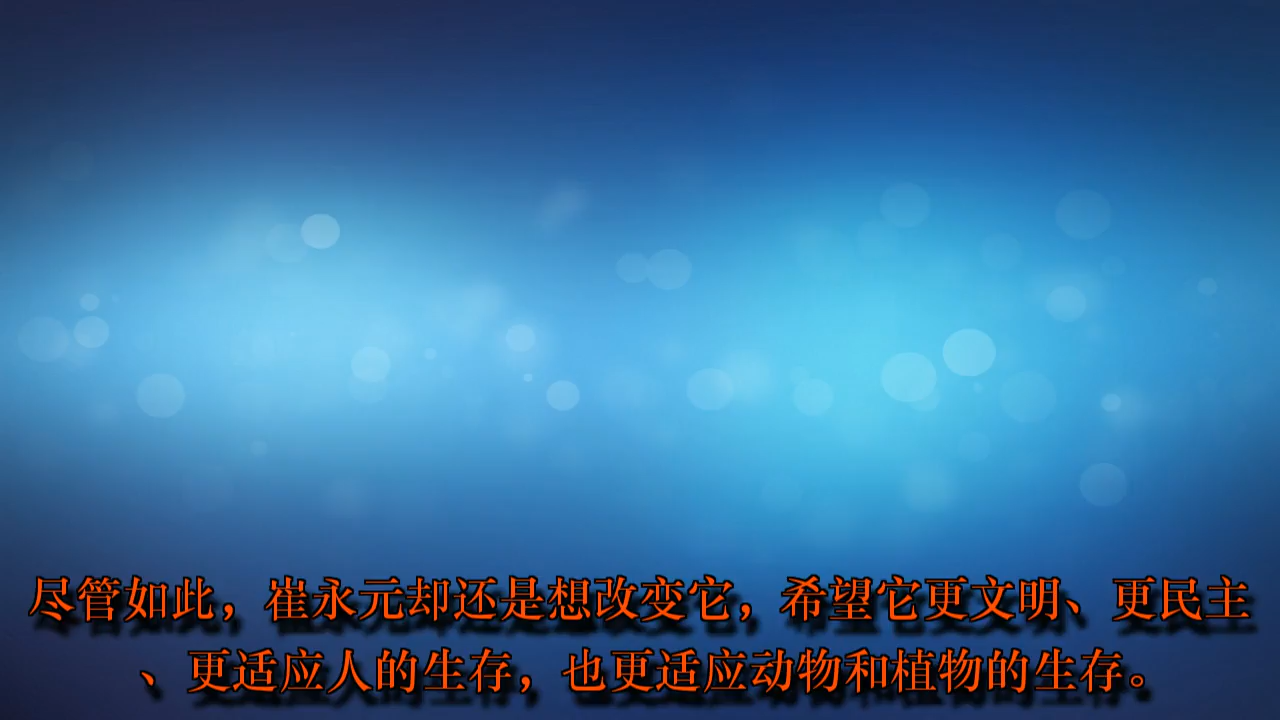 尽管如此，崔永元却还是想改变它，希望它更文明、更民主
、更适应人的生存，也更适应动物和植物的生存。